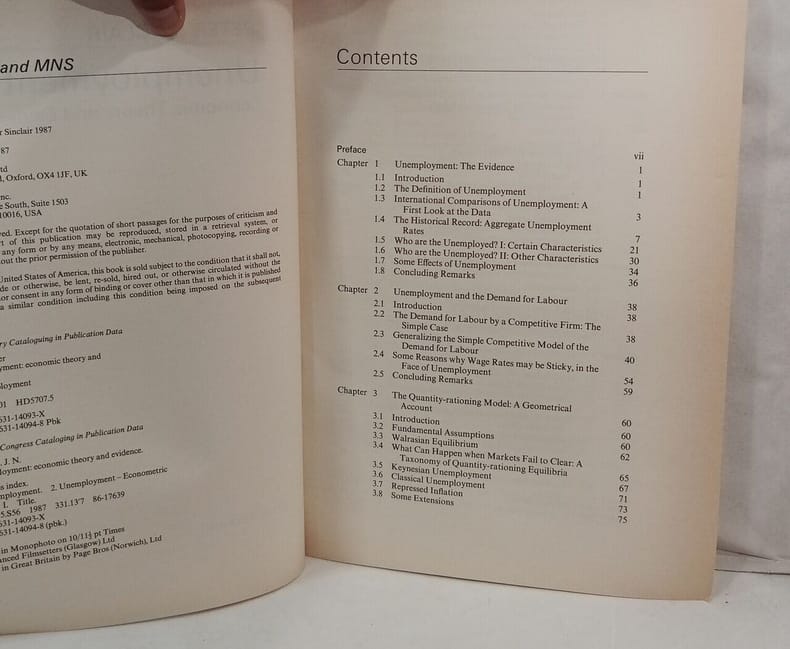 and MNS
r Sinclair 1987
87
td
, Oxford, OX4 1JF, UK
nc.
e South, Suite 1503
10016, USA
ed. Except for the quotation of short passages for the purposes of criticism and
rt of this publication may be reproduced, stored in a retrieval system, or
any form or by any means, electronic, mechanical, photocopying, recording or
out the prior permission of the publisher.
United States of America, this book is sold subject to the condition that it shall not,
de or otherwise, be lent, re-sold, hired out, or otherwise circulated without the
or consent in any form of binding or cover other than that in which it is published
a similar condition including this condition being imposed on the subsequent
ry Cataloguing in Publication Data
er
yment: economic theory and
loyment
01 HD5707.5
531-14093-X
531-14094-8 Pbk
Congress Cataloging in Publication Data
. J. N.
loyment: economic theory and evidence.
s index.
mployment. 2. Unemployment – Econometric
I. Title.
5.S56 1987 331.13'7 86-17639
531-14093-X
531-14094-8 (pbk.)
in Monophoto on 10/11½ pt Times
anced Filmsetters (Glasgow) Ltd
in Great Britain by Page Bros (Norwich), Ltd
Contents
Preface vii
Chapter 1 Unemployment: The Evidence 1
1.1 Introduction 1
1.2 The Definition of Unemployment 1
1.3 International Comparisons of Unemployment: A
First Look at the Data 3
1.4 The Historical Record: Aggregate Unemployment
Rates 7
1.5 Who are the Unemployed? I: Certain Characteristics 21
1.6 Who are the Unemployed? II: Other Characteristics 30
1.7 Some Effects of Unemployment 34
1.8 Concluding Remarks 36
Chapter 2 Unemployment and the Demand for Labour 38
2.1 Introduction 38
2.2 The Demand for Labour by a Competitive Firm: The
Simple Case 38
2.3 Generalizing the Simple Competitive Model of the
Demand for Labour 40
2.4 Some Reasons why Wage Rates may be Sticky, in the
Face of Unemployment 54
2.5 Concluding Remarks 59
Chapter 3 The Quantity-rationing Model: A Geometrical
Account 60
3.1 Introduction 60
3.2 Fundamental Assumptions 60
3.3 Walrasian Equilibrium 62
3.4 What Can Happen when Markets Fail to Clear: A
Taxonomy of Quantity-rationing Equilibria 65
3.5 Keynesian Unemployment 67
3.6 Classical Unemployment 71
3.7 Repressed Inflation 73
3.8 Some Extensions 75